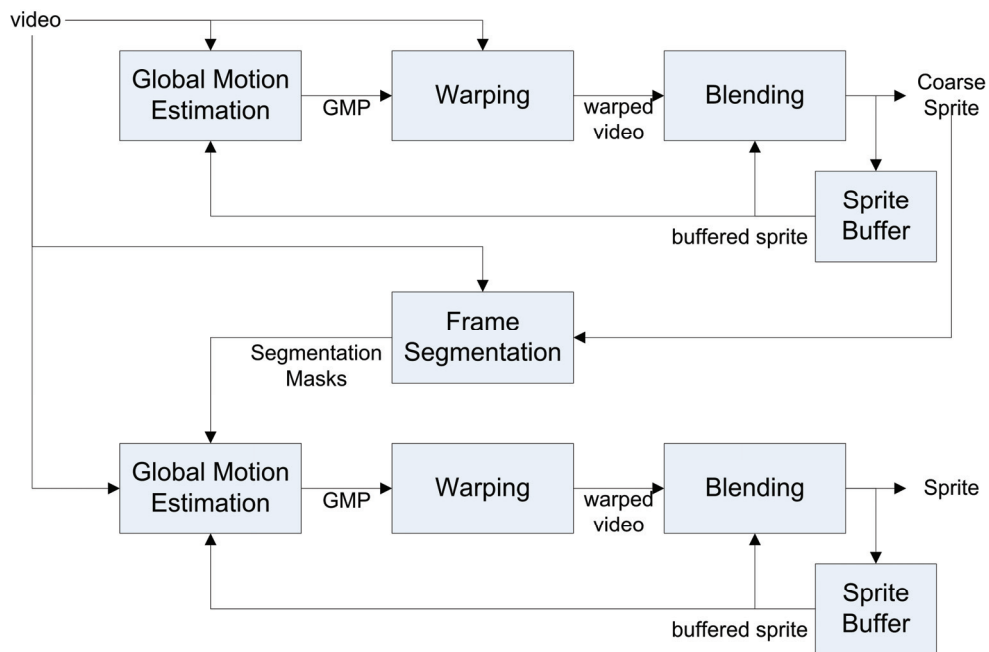 video
Global Motion
Estimation
GMP
Warping
warped
video
Blending
Coarse
Sprite
Sprite
Buffer
buffered sprite
Frame
Segmentation
Segmentation
Masks
Global Motion
Estimation
GMP
Warping
warped
video
Blending
Sprite
Sprite
Buffer
buffered sprite